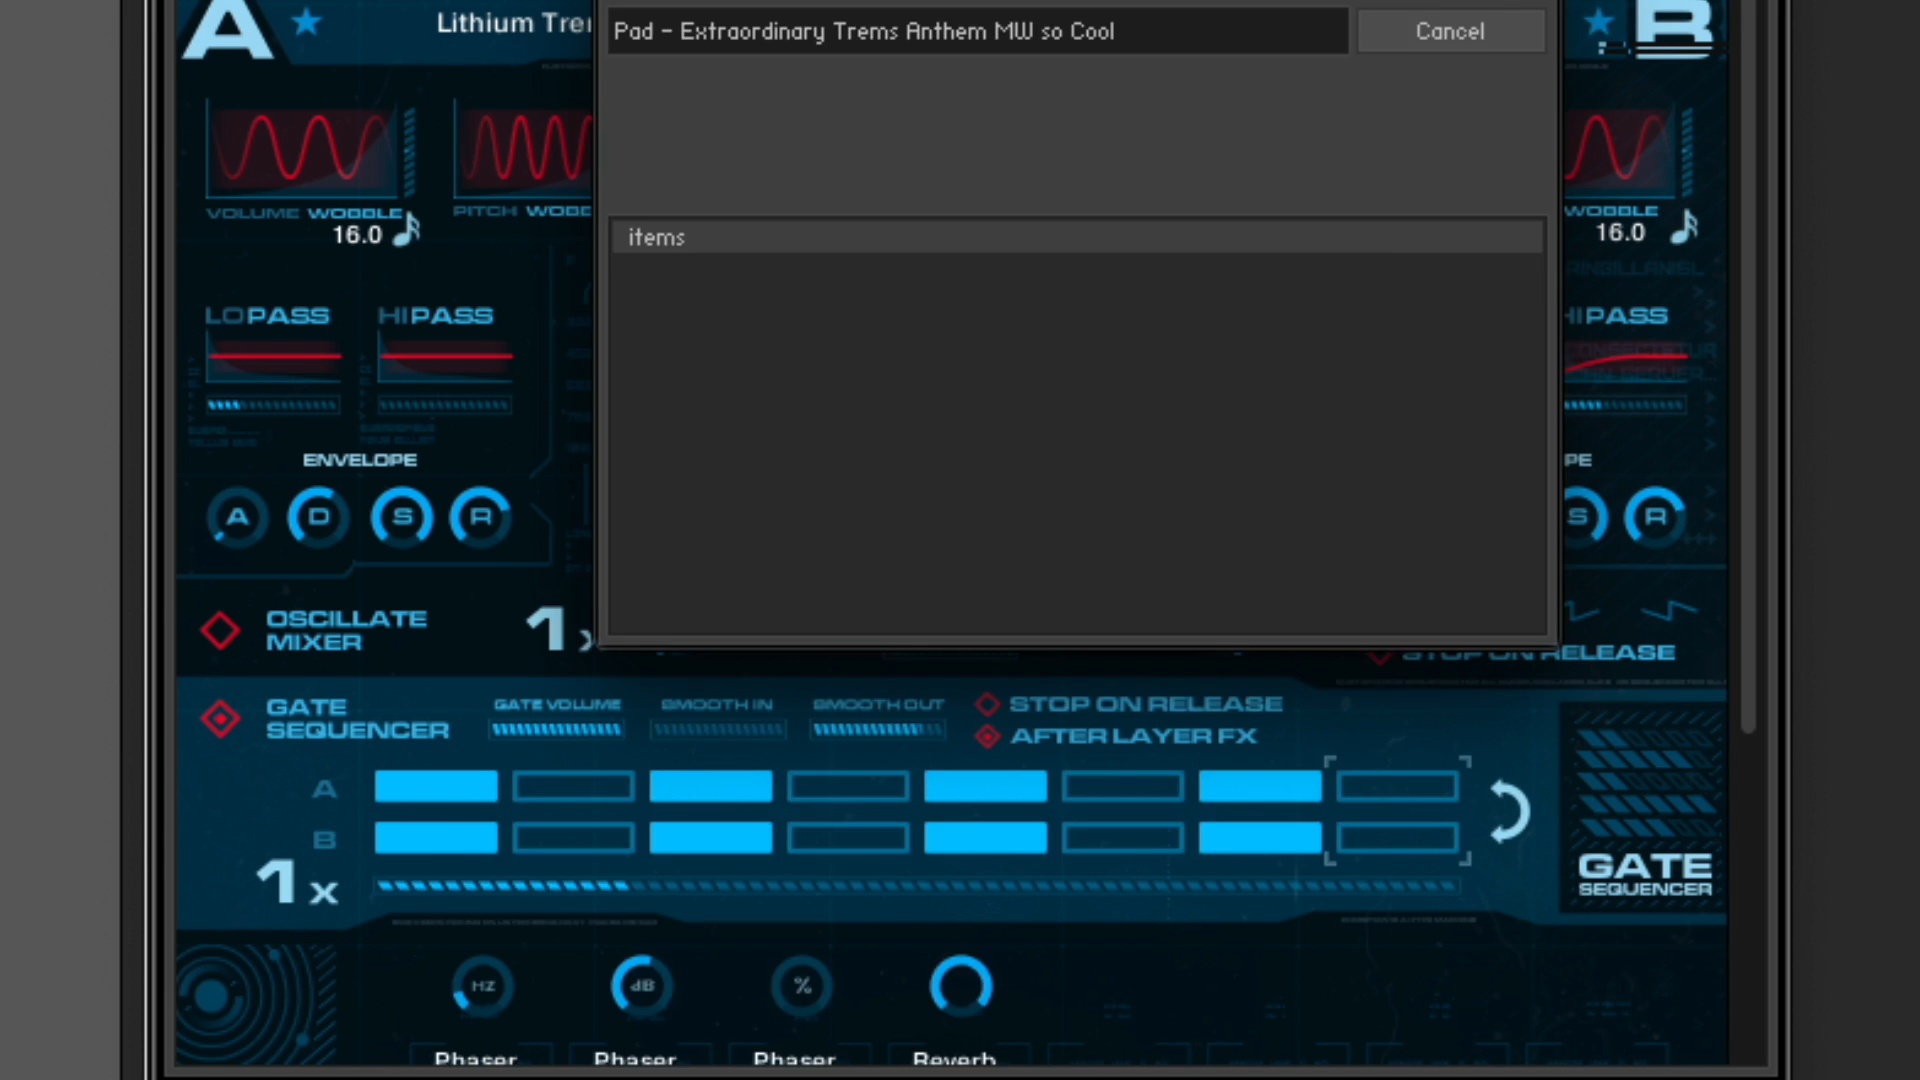 A
Lithium Tre
Pad - Extraordinary Trems Anthem MW so Cool
Cancel
B
VOLUME WOBBLE
16.0
PITCH WOBB
WOBBLE
16.0
items
LOPASS
HIPASS
HIPASS
ENVELOPE
PE
A
D
S
R
S
R
OSCILLATE
MIXER
1x
STOP ON RELEASE
GATE
SEQUENCER
GATE VOLUME
SMOOTH IN
SMOOTH OUT
STOP ON RELEASE
AFTER LAYER FX
A
B
1x
GATE
SEQUENCER
HZ
dB
%
Phaser
Phaser
Phaser
Reverb